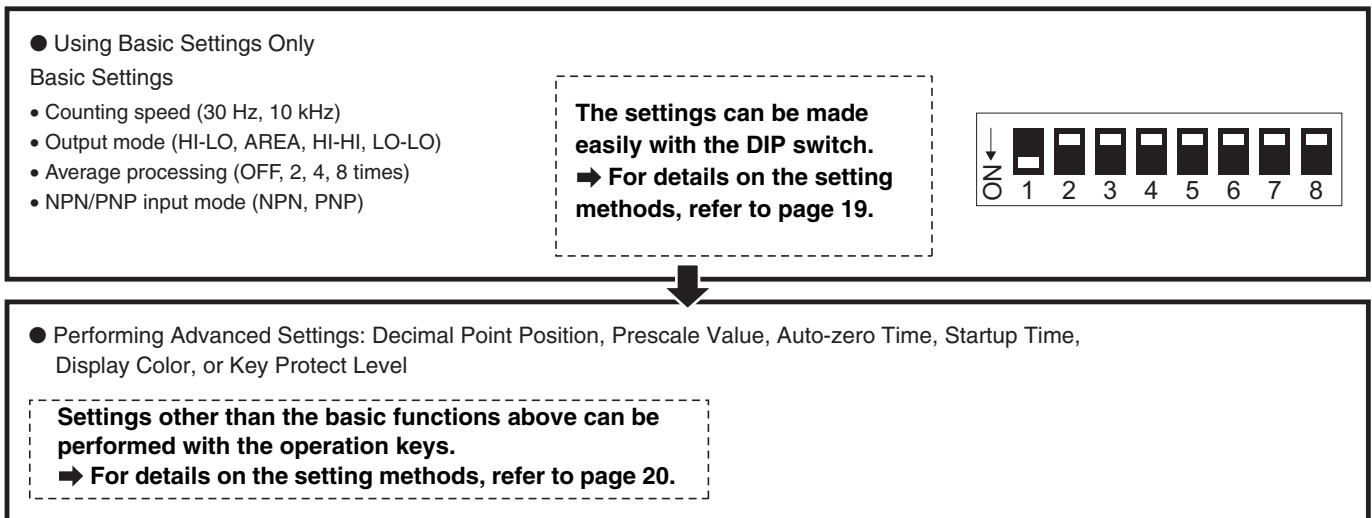 ● Using Basic Settings Only
Basic Settings
• Counting speed (30 Hz, 10 kHz)
• Output mode (HI-LO, AREA, HI-HI, LO-LO)
• Average processing (OFF, 2, 4, 8 times)
• NPN/PNP input mode (NPN, PNP)
The settings can be made
easily with the DIP switch.
➡ For details on the setting
methods, refer to page 19.
ON
1 2 3 4 5 6 7 8
● Performing Advanced Settings: Decimal Point Position, Prescale Value, Auto-zero Time, Startup Time,
Display Color, or Key Protect Level
Settings other than the basic functions above can be
performed with the operation keys.
➡ For details on the setting methods, refer to page 20.